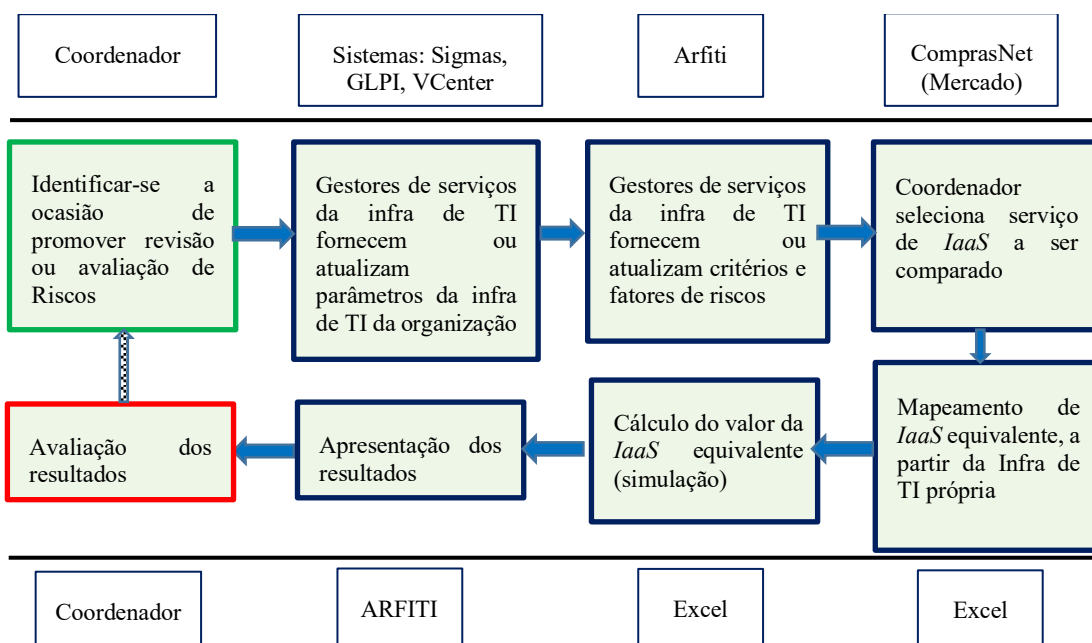 Coordenador
Sistemas: Sigmas,
GLPI, VCenter
Arfiti
ComprasNet
(Mercado)
Identificar-se a
ocasião de
promover revisão
ou avaliação de
Riscos
Gestores de serviços
da infra de TI
fornecem ou
atualizam
parâmetros da infra
de TI da organização
Gestores de serviços
da infra de TI
fornecem ou
atualizam critérios e
fatores de riscos
Coordenador
seleciona serviço
de IaaS a ser
comparado
Avaliação dos
resultados
Apresentação dos
resultados
Cálculo do valor da
IaaS equivalente
(simulação)
Mapeamento de
IaaS equivalente, a
partir da Infra de
TI própria
Coordenador
ARFITI
Excel
Excel